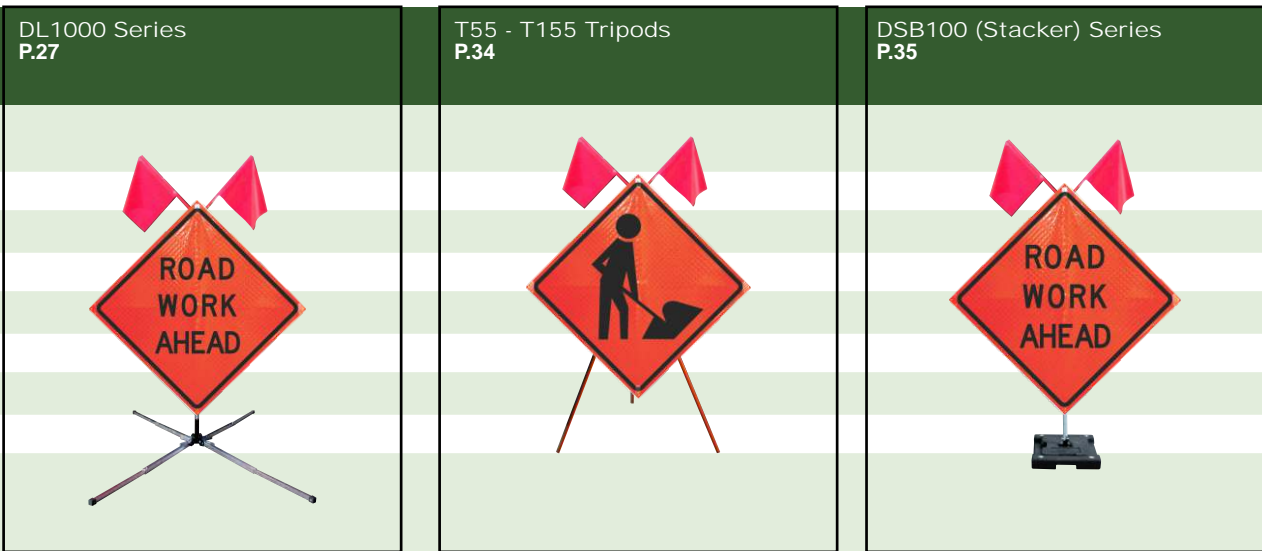 DL1000 Series
P.27
ROAD
WORK
AHEAD
T55 - T155 Tripods
P.34
DSB100 (Stacker) Series
P.35
ROAD
WORK
AHEAD